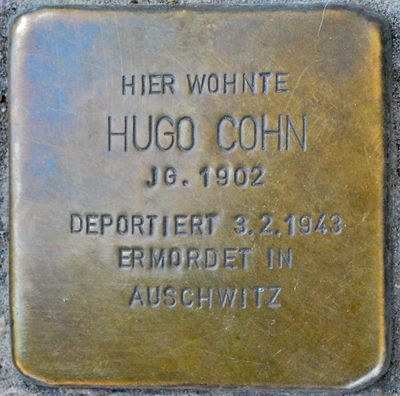 HIER WOHNTE
HUGO COHN
JG. 1902
DEPORTIERT 3.2.1943
ERMORDET IN
AUSCHWITZ